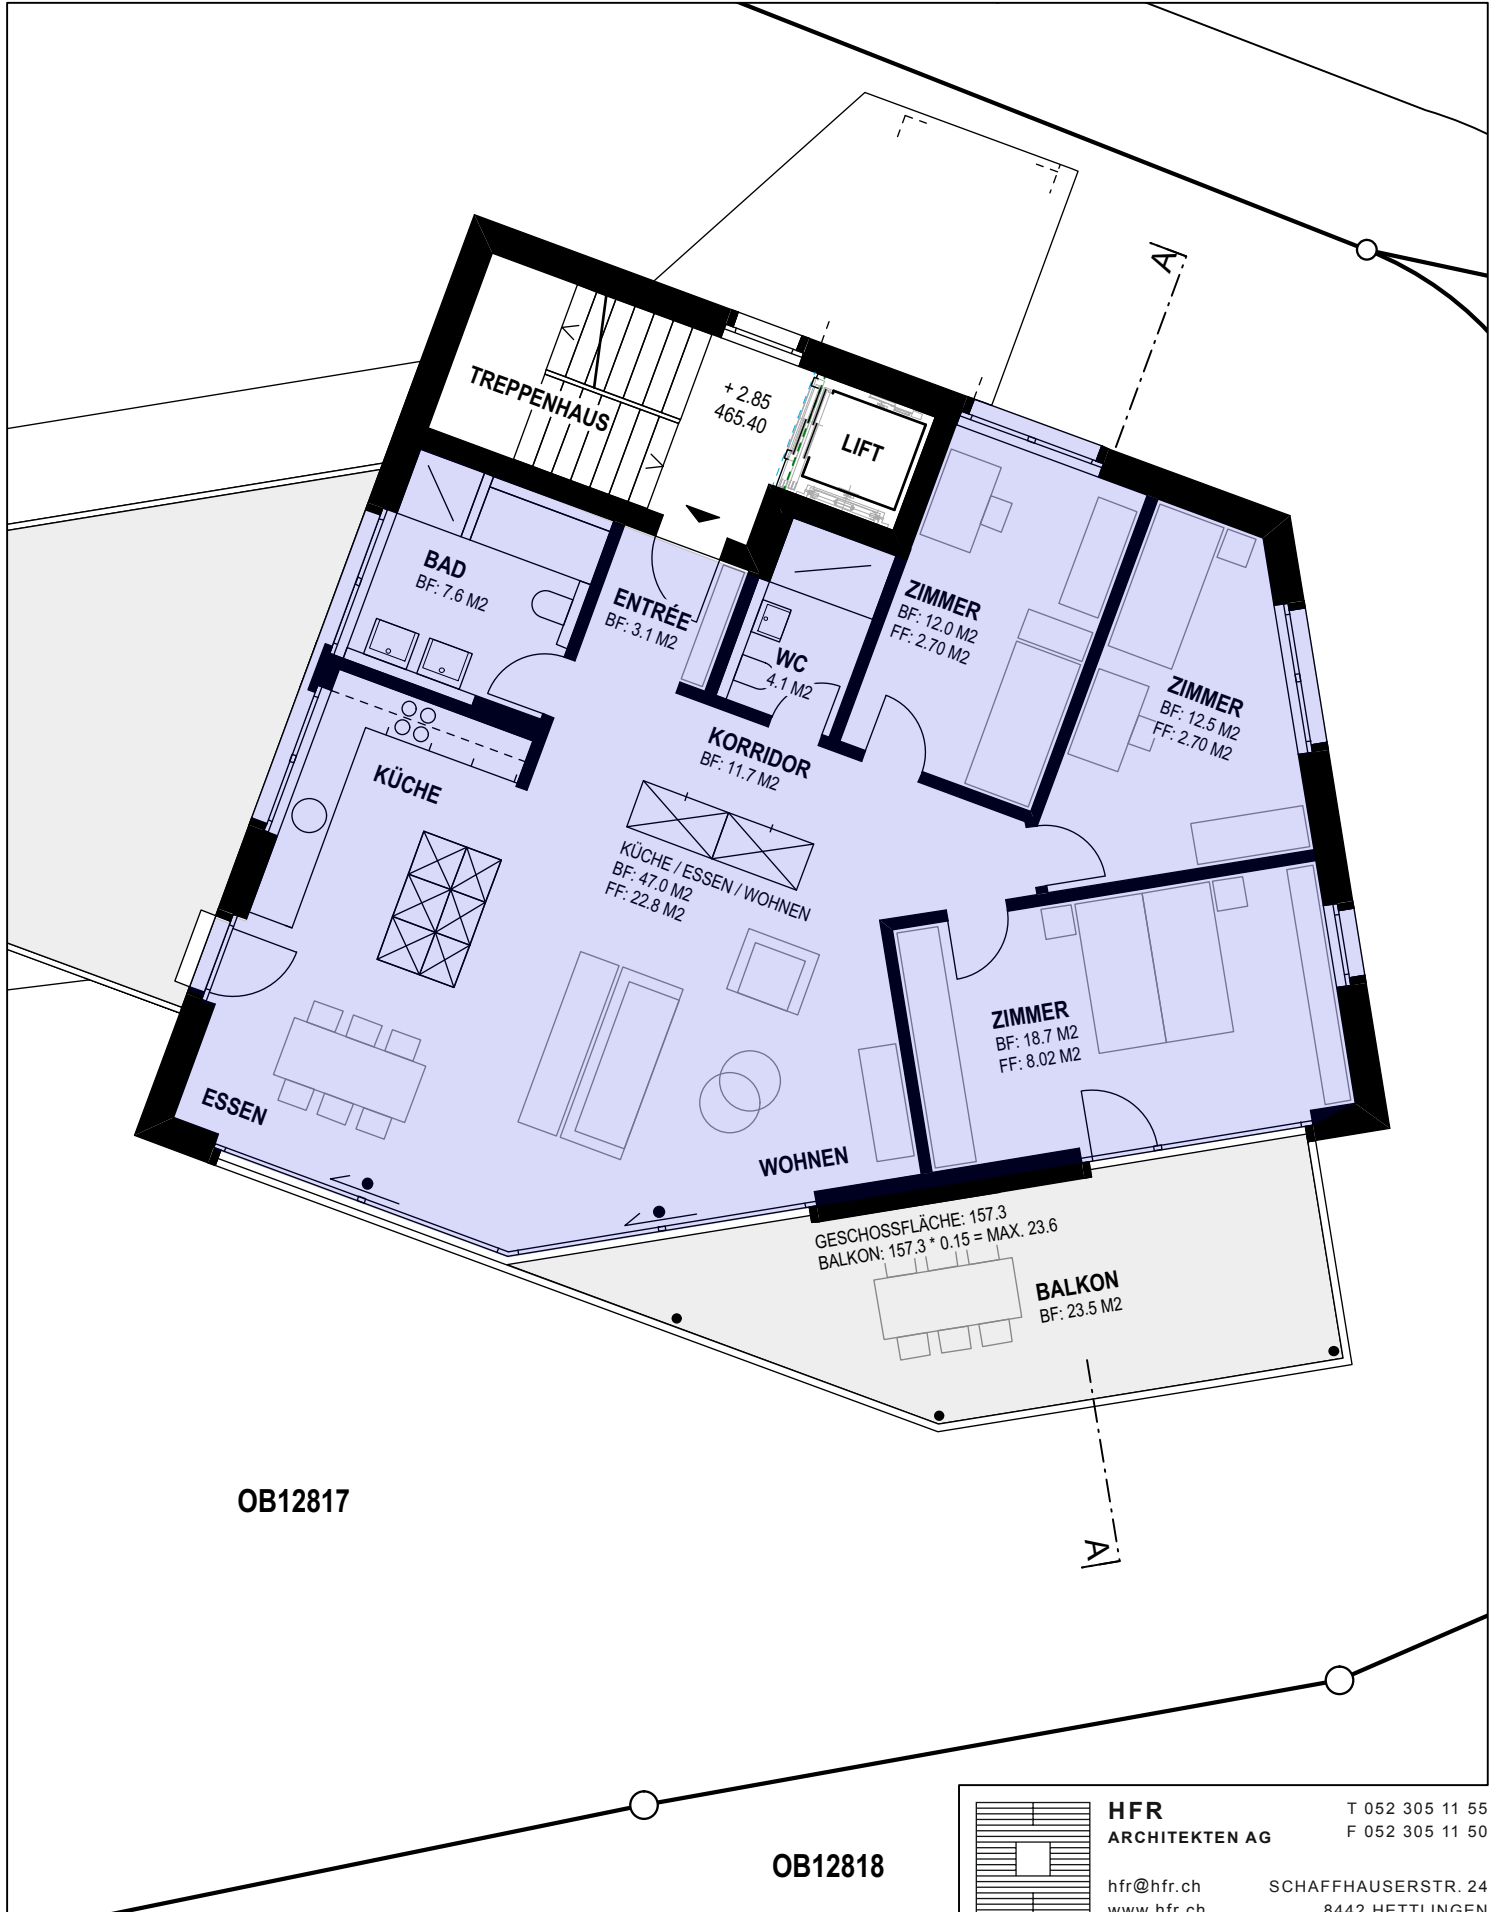 A
TREPPENHAUS
+ 2.85
465.40
LIFT
BAD
BF: 7.6 M2
ENTRÉE
BF: 3.1 M2
WC
4.1 M2
ZIMMER
BF: 12.0 M2
FF: 2.70 M2
ZIMMER
BF: 12.5 M2
FF: 2.70 M2
KORRIDOR
BF: 11.7 M2
KÜCHE
KÜCHE / ESSEN / WOHNEN
BF: 47.0 M2
FF: 22.8 M2
ZIMMER
BF: 18.7 M2
FF: 8.02 M2
ESSEN
WOHNEN
GESCHOSSFLÄCHE: 157.3
BALKON: 157.3 * 0.15 = MAX. 23.6
BALKON
BF: 23.5 M2
OB12817
A
OB12818
HFR
ARCHITEKTEN AG
T 052 305 11 55
F 052 305 11 50
hfr@hfr.ch
SCHAFFHAUSERSTR. 24
www.hfr.ch
8442 HETTLINGEN